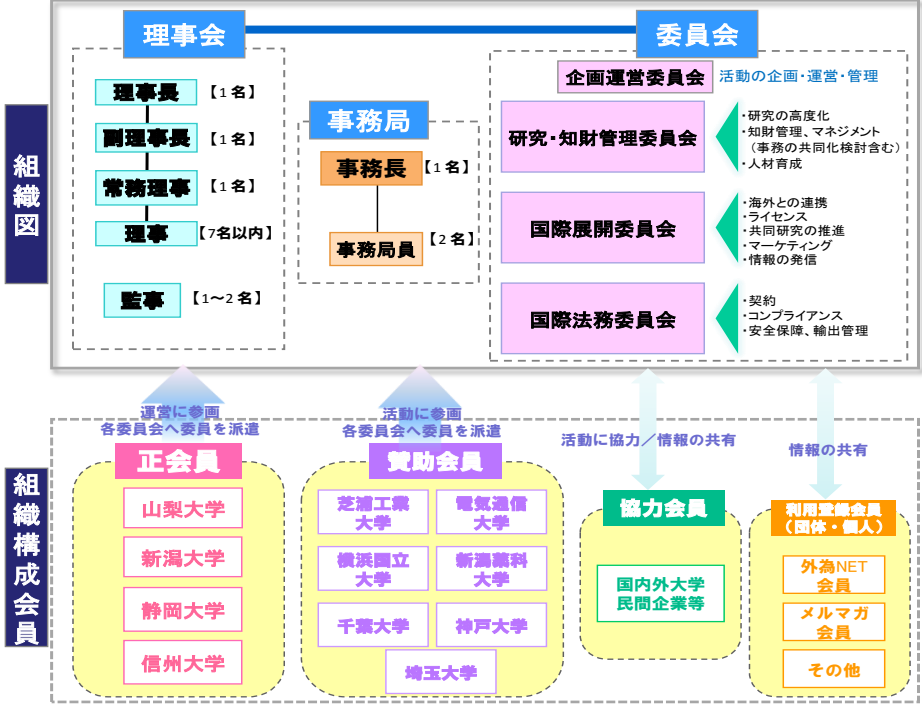 組織図
理事会
理事長
【1名】
副理事長
【1名】
常務理事
【1名】
理事
【7名以内】
監事
【1～2名】
事務局
事務長
【1名】
事務局員
【2名】
委員会
企画運営委員会
活動の企画・運営・管理
研究・知財管理委員会
・研究の高度化
・知財管理、マネジメント
（事務の共同化検討含む）
・人材育成
国際展開委員会
・海外との連携
・ライセンス
・共同研究の推進
・マーケティング
・情報の発信
国際法務委員会
・契約
・コンプライアンス
・安全保障、輸出管理
組織構成会員
運営に参画
各委員会へ委員を派遣
正会員
山梨大学
新潟大学
静岡大学
信州大学
活動に参画
各委員会へ委員を派遣
賛助会員
芝浦工業
大学
電気通信
大学
横浜国立
大学
新潟薬科
大学
千葉大学
神戸大学
埼玉大学
活動に協力／情報の共有
協力会員
国内外大学
民間企業等
情報の共有
利用登録会員
（団体・個人）
外為NET
会員
メルマガ
会員
その他